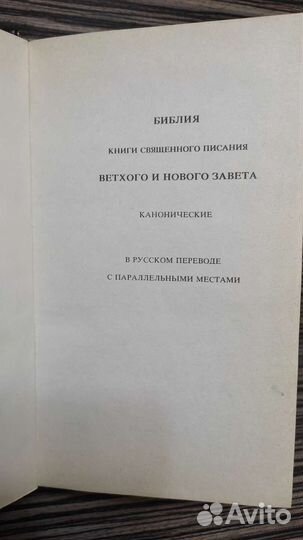 БИБЛИЯ
КНИГИ СВЯЩЕННОГО ПИСАНИЯ
ВЕТХОГО И НОВОГО ЗАВЕТА
КАНОНИЧЕСКИЕ
В РУССКОМ ПЕРЕВОДЕ
С ПАРАЛЛЕЛЬНЫМИ МЕСТАМИ
Avito